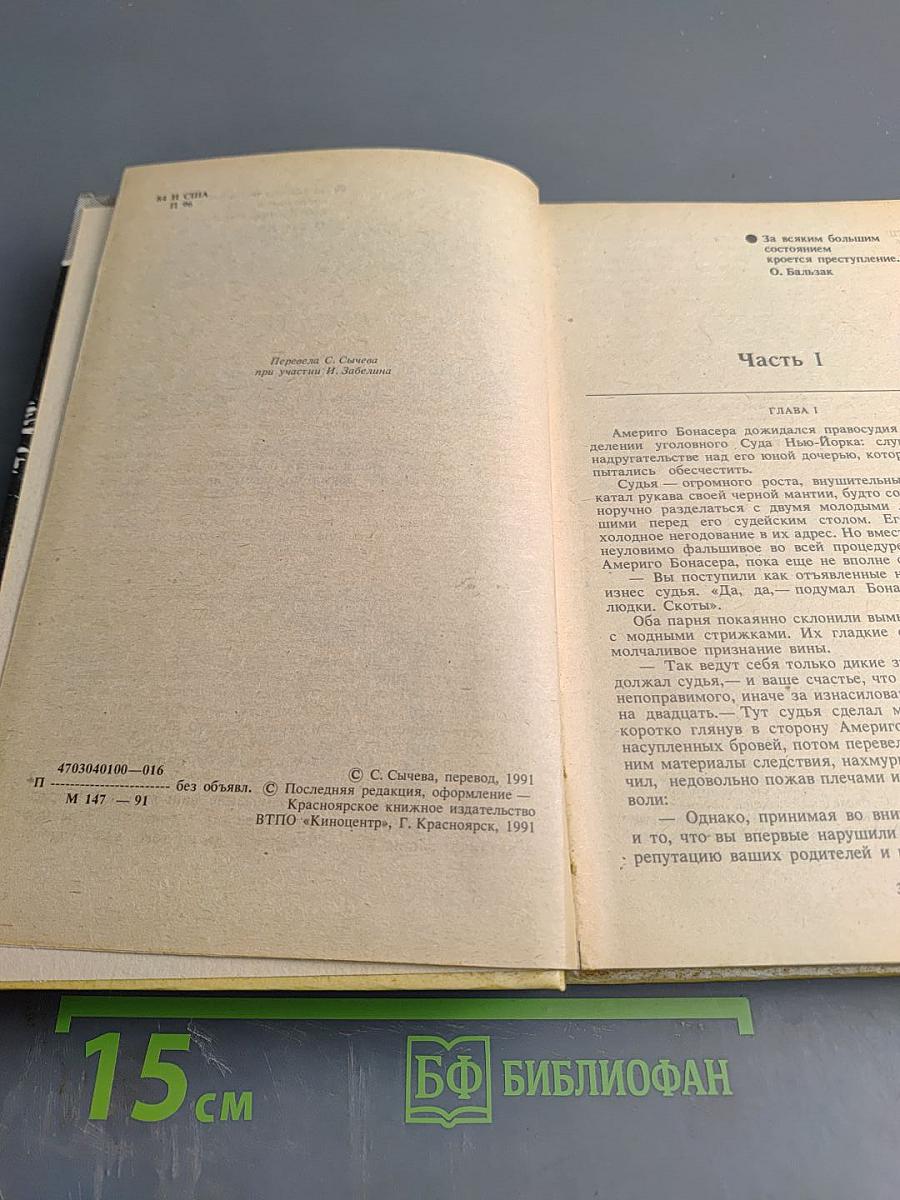 84 И США
П 96
Перевела С. Сычева
при участии И. Забелина
4703040100—016
П ------------------------ без объявл.
М 147 — 91
© С. Сычева, перевод, 1991
© Последняя редакция, оформление —
Красноярское книжное издательство
ВТПО «Киноцентр», Г. Красноярск, 1991
● За всяким большим
состоянием
кроется преступление.
О. Бальзак
Часть I
ГЛАВА I
Америго Бонасера дожидался правосудия
делении уголовного Суда Нью-Йорка: слу
надругательстве над его юной дочерью, котор
пытались обесчестить.
Судья — огромного роста, внушительны
катал рукава своей черной мантии, будто со
норучно разделаться с двумя молодыми
шими перед его судейским столом. Ег
холодное негодование в их адрес. Но вмест
неуловимо фальшивое во всей процедуре
Америго Бонасера, пока еще не вполне
— Вы поступили как отъявленные н
изнес судья. «Да, да,— подумал Бона
людки. Скоты».
Оба парня покаянно склонили вымы
с модными стрижками. Их гладкие
молчаливое признание вины.
— Так ведут себя только дикие з
должал судья,— и ваше счастье, что
непоправимого, иначе за изнасилова
на двадцать.— Тут судья сделал м
коротко глянув в сторону Америг
насупленных бровей, потом перевел
ним материалы следствия, нахмур
чил, недовольно пожав плечами и
воли:
— Однако, принимая во вни
и то, что вы впервые нарушили
репутацию ваших родителей и
15 см
БФ БИБЛИОФАН